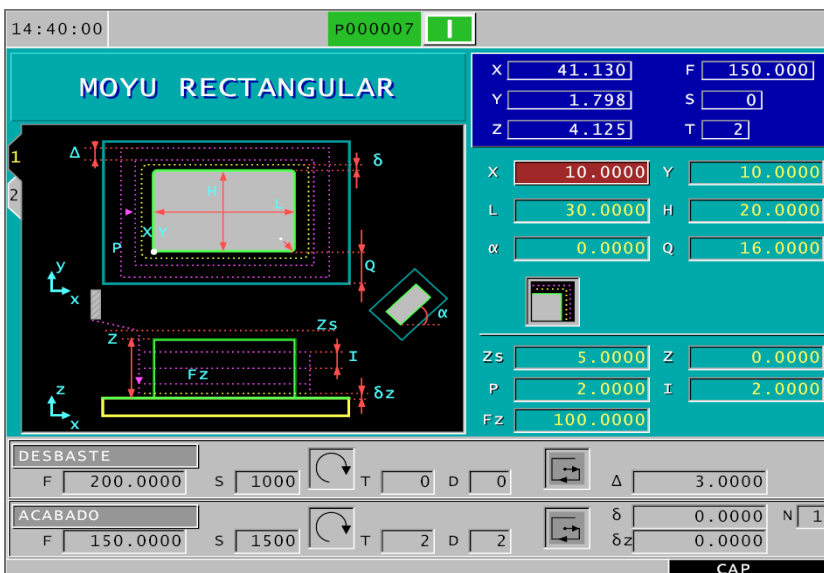 14:40:00 P000007 I
MOYU RECTANGULAR
X 41.130 F 150.000
Y 1.798 S 0
Z 4.125 T 2
1
2
Δ δ
H
L
X Y
P
Q
y
x
α
Zs
Z
I
Fz
z
x
δz
X 10.0000 Y 10.0000
L 30.0000 H 20.0000
α 0.0000 Q 16.0000
Zs 5.0000 Z 0.0000
P 2.0000 I 2.0000
Fz 100.0000
DESBASTE
F 200.0000 S 1000 T 0 D 0 Δ 3.0000
ACABADO
δ 0.0000 N 1
F 150.0000 S 1500 T 2 D 2 δz 0.0000
CAP